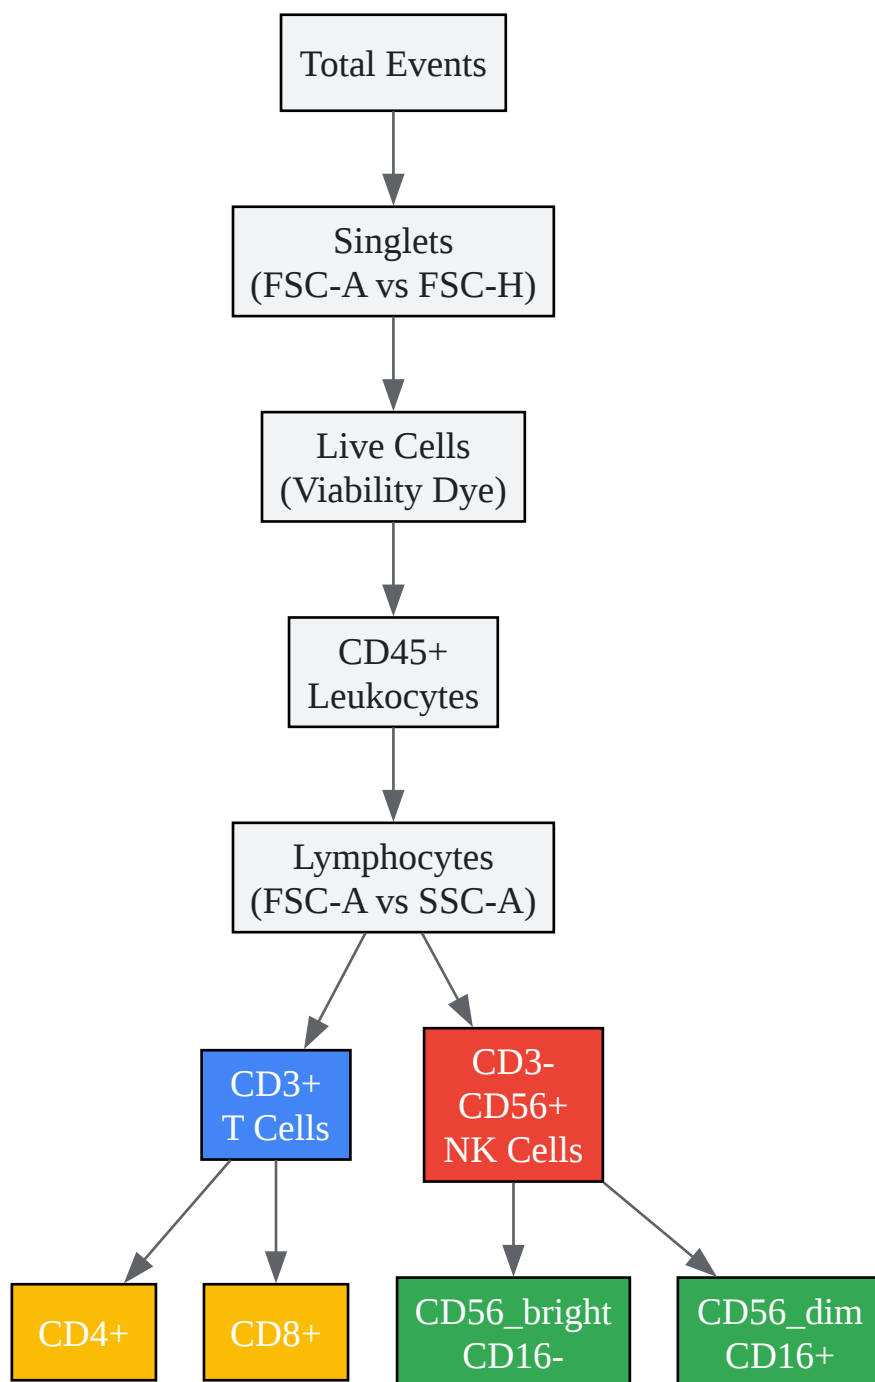 Total Events
Singlets
(FSC-A vs FSC-H)
Live Cells
(Viability Dye)
CD45+
Leukocytes
Lymphocytes
(FSC-A vs SSC-A)
CD3+
T Cells
CD3-
CD56+
NK Cells
CD4+
CD8+
CD56_bright
CD16-
CD56_dim
CD16+